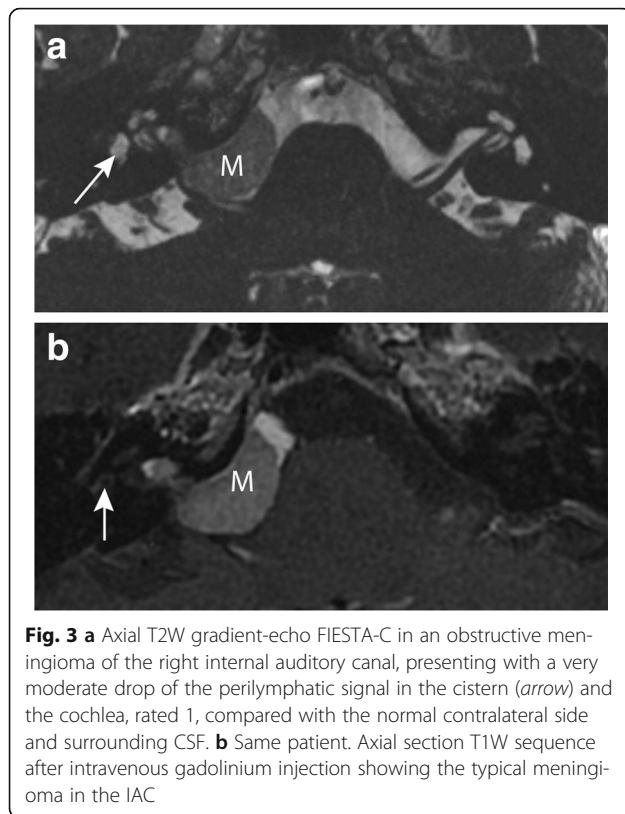 a
M
b
M
Fig. 3 a Axial T2W gradient-echo FIESTA-C in an obstructive men-
ingioma of the right internal auditory canal, presenting with a very
moderate drop of the perilymphatic signal in the cistern (arrow) and
the cochlea, rated 1, compared with the normal contralateral side
and surrounding CSF. b Same patient. Axial section T1W sequence
after intravenous gadolinium injection showing the typical meningi-
oma in the IAC